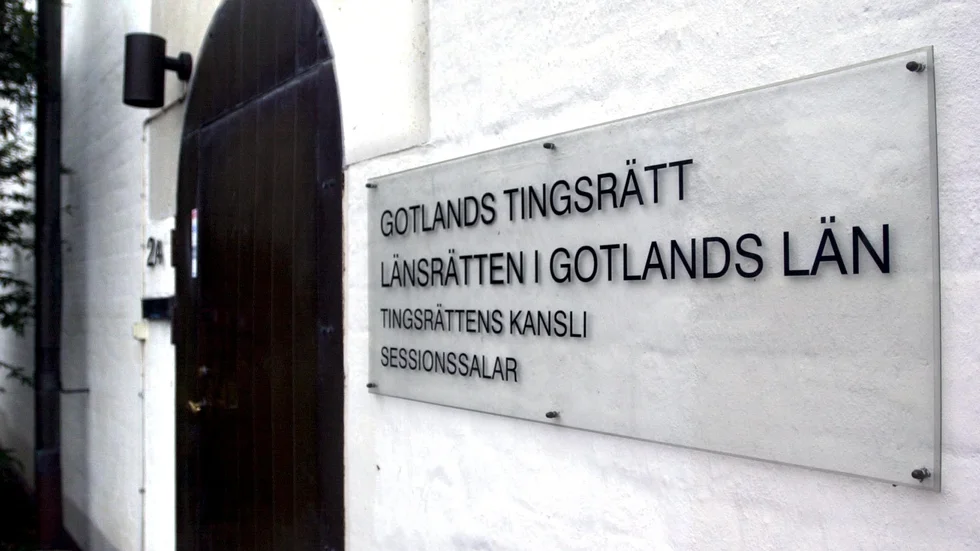 2A
GOTLANDS TINGSRÄTT
LÄNSRÄTTEN I GOTLANDS LÄN
TINGSRÄTTENS KANSLI
SESSIONSSALAR